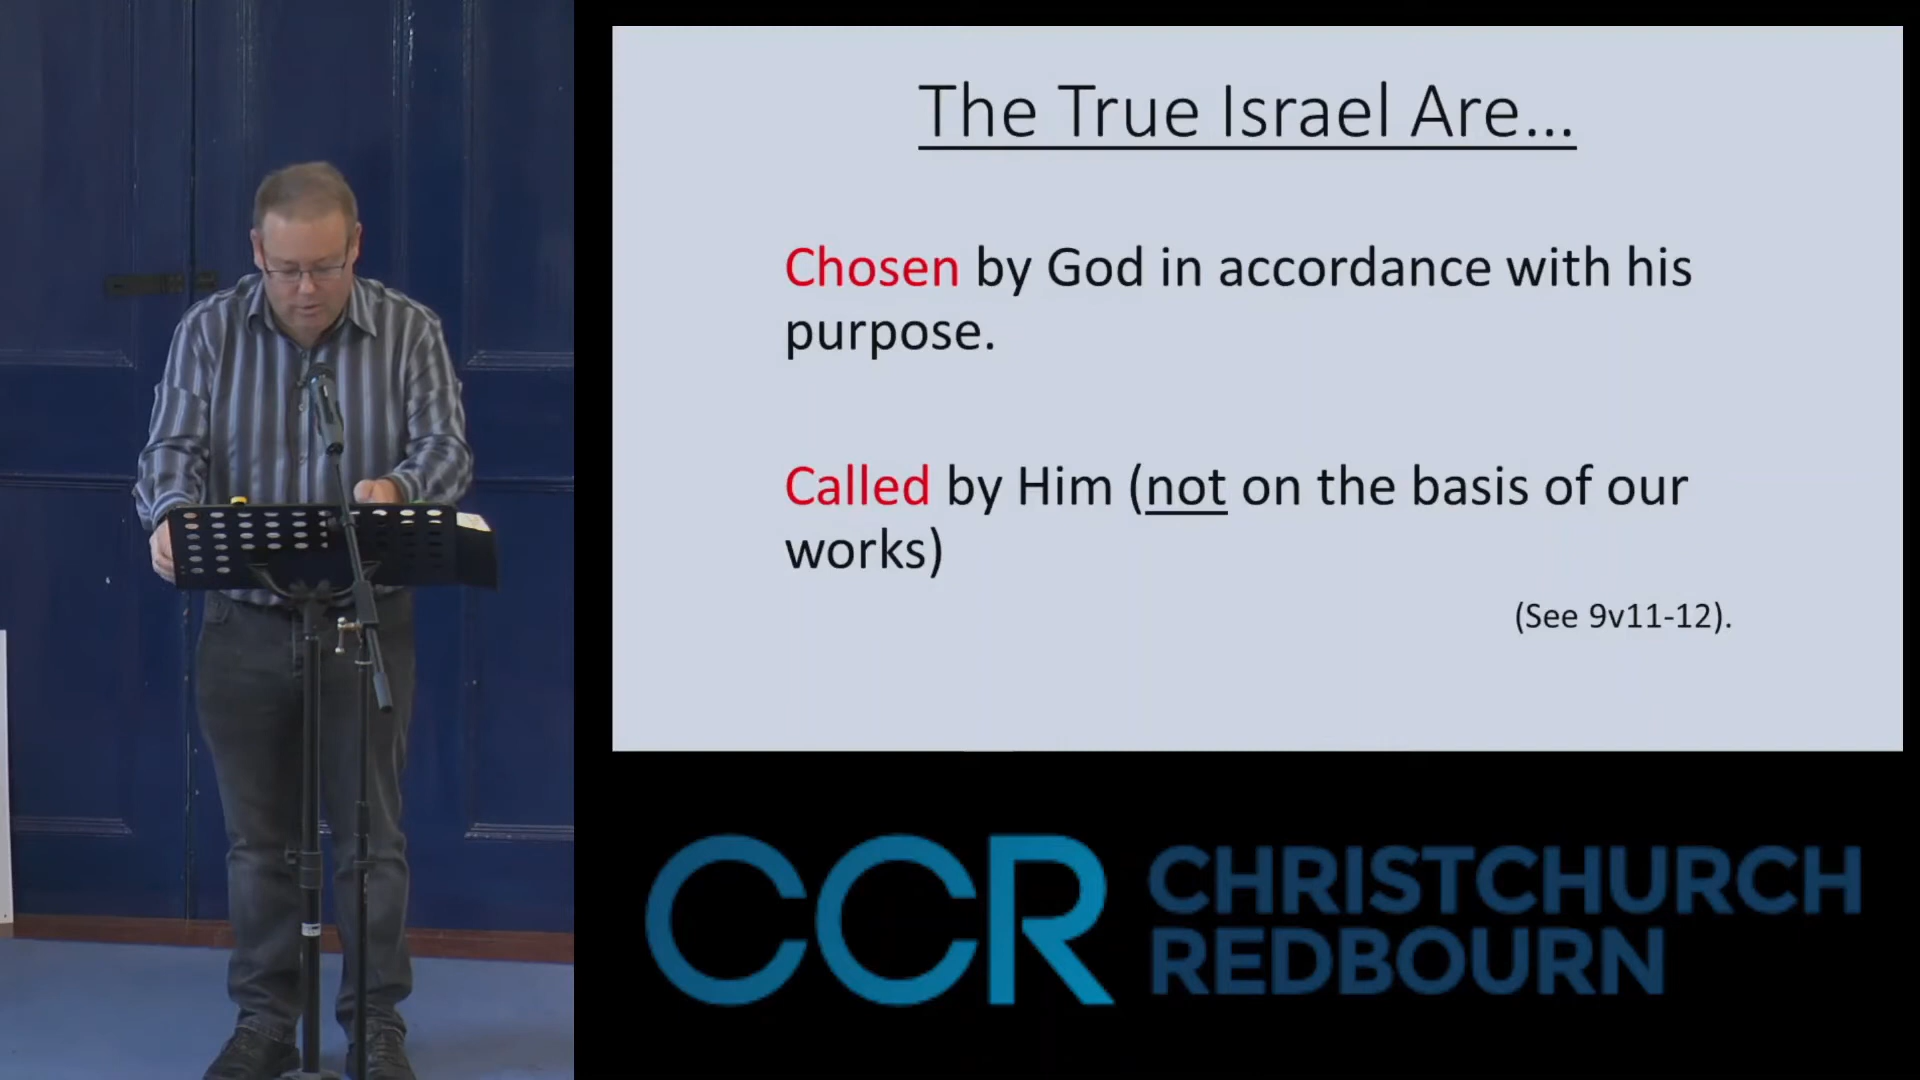 The True Israel Are...
Chosen by God in accordance with his
purpose.
Called by Him (not on the basis of our
works)
(See 9v11-12).
CCR CHRISTCHURCH
REDBOURN